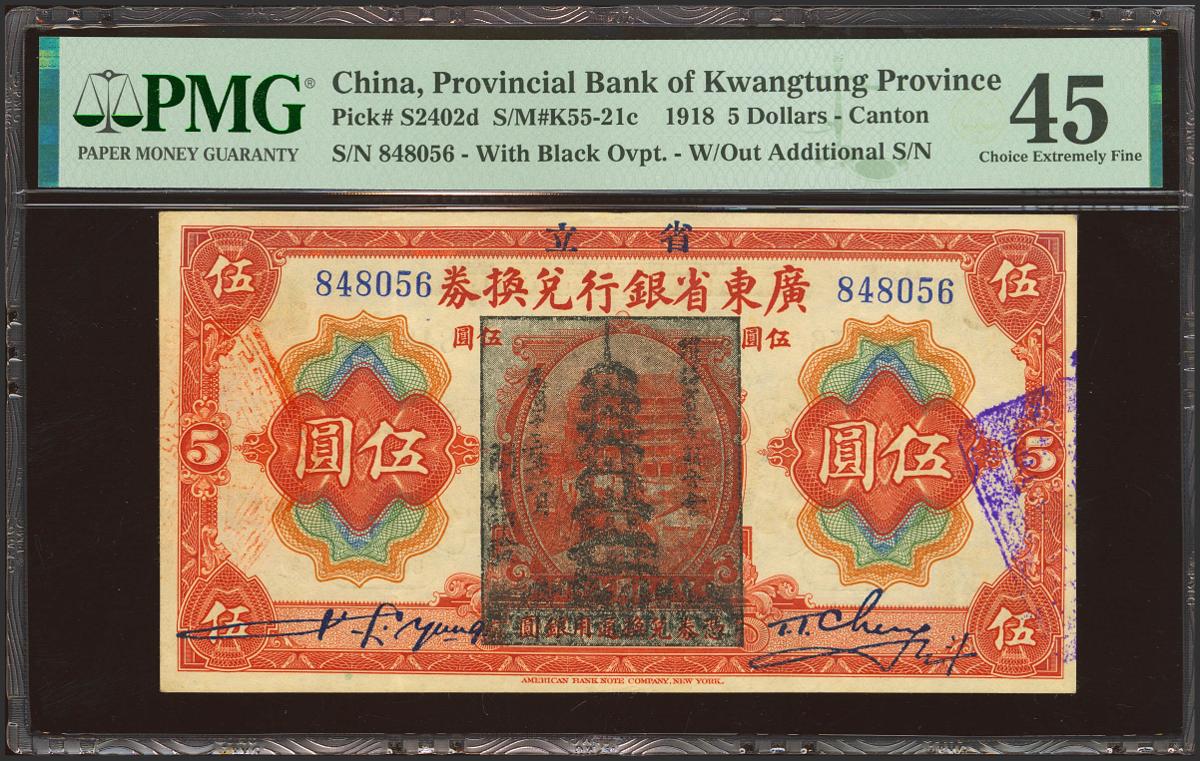 PMG®
PAPER MONEY GUARANTY
China, Provincial Bank of Kwangtung Province
Pick# S2402d S/M#K55-21c 1918 5 Dollars - Canton
S/N 848056 - With Black Ovpt. - W/Out Additional S/N
45
Choice Extremely Fine
立 省
伍
848056
券換兌行銀省東廣
848056
伍
圓伍
圓伍
5
圓伍
圓伍
5
伍
伍
AMERICAN BANK NOTE COMPANY, NEW YORK.